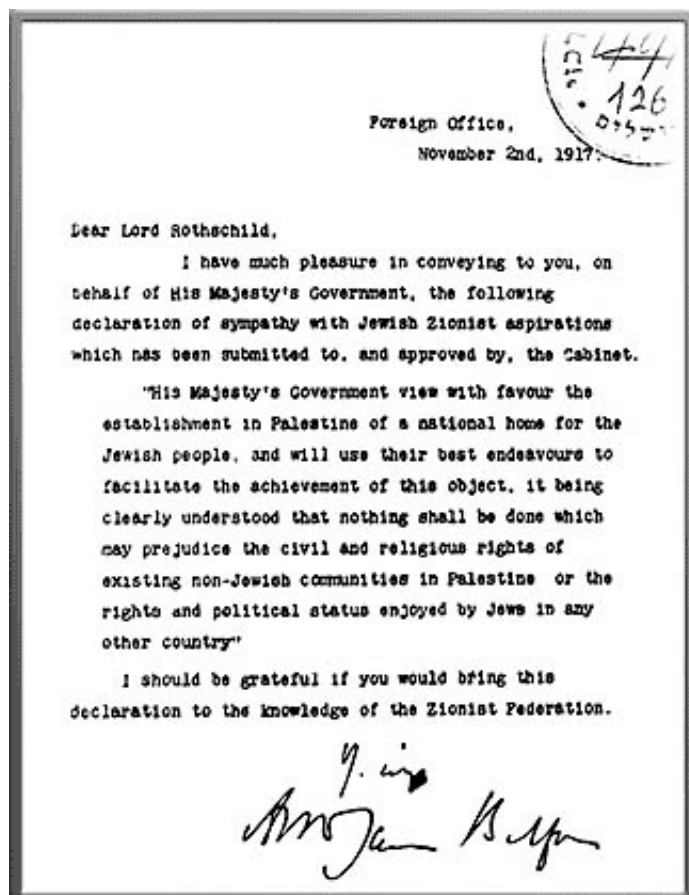 126
Foreign Office,
November 2nd, 1917.
Dear Lord Rothschild,
I have much pleasure in conveying to you, on
behalf of His Majesty's Government, the following
declaration of sympathy with Jewish Zionist aspirations
which has been submitted to, and approved by, the Cabinet.
"His Majesty's Government view with favour the
establishment in Palestine of a national home for the
Jewish people, and will use their best endeavours to
facilitate the achievement of this object, it being
clearly understood that nothing shall be done which
may prejudice the civil and religious rights of
existing non-Jewish communities in Palestine or the
rights and political status enjoyed by Jews in any
other country"
I should be grateful if you would bring this
declaration to the knowledge of the Zionist Federation.
Balfour